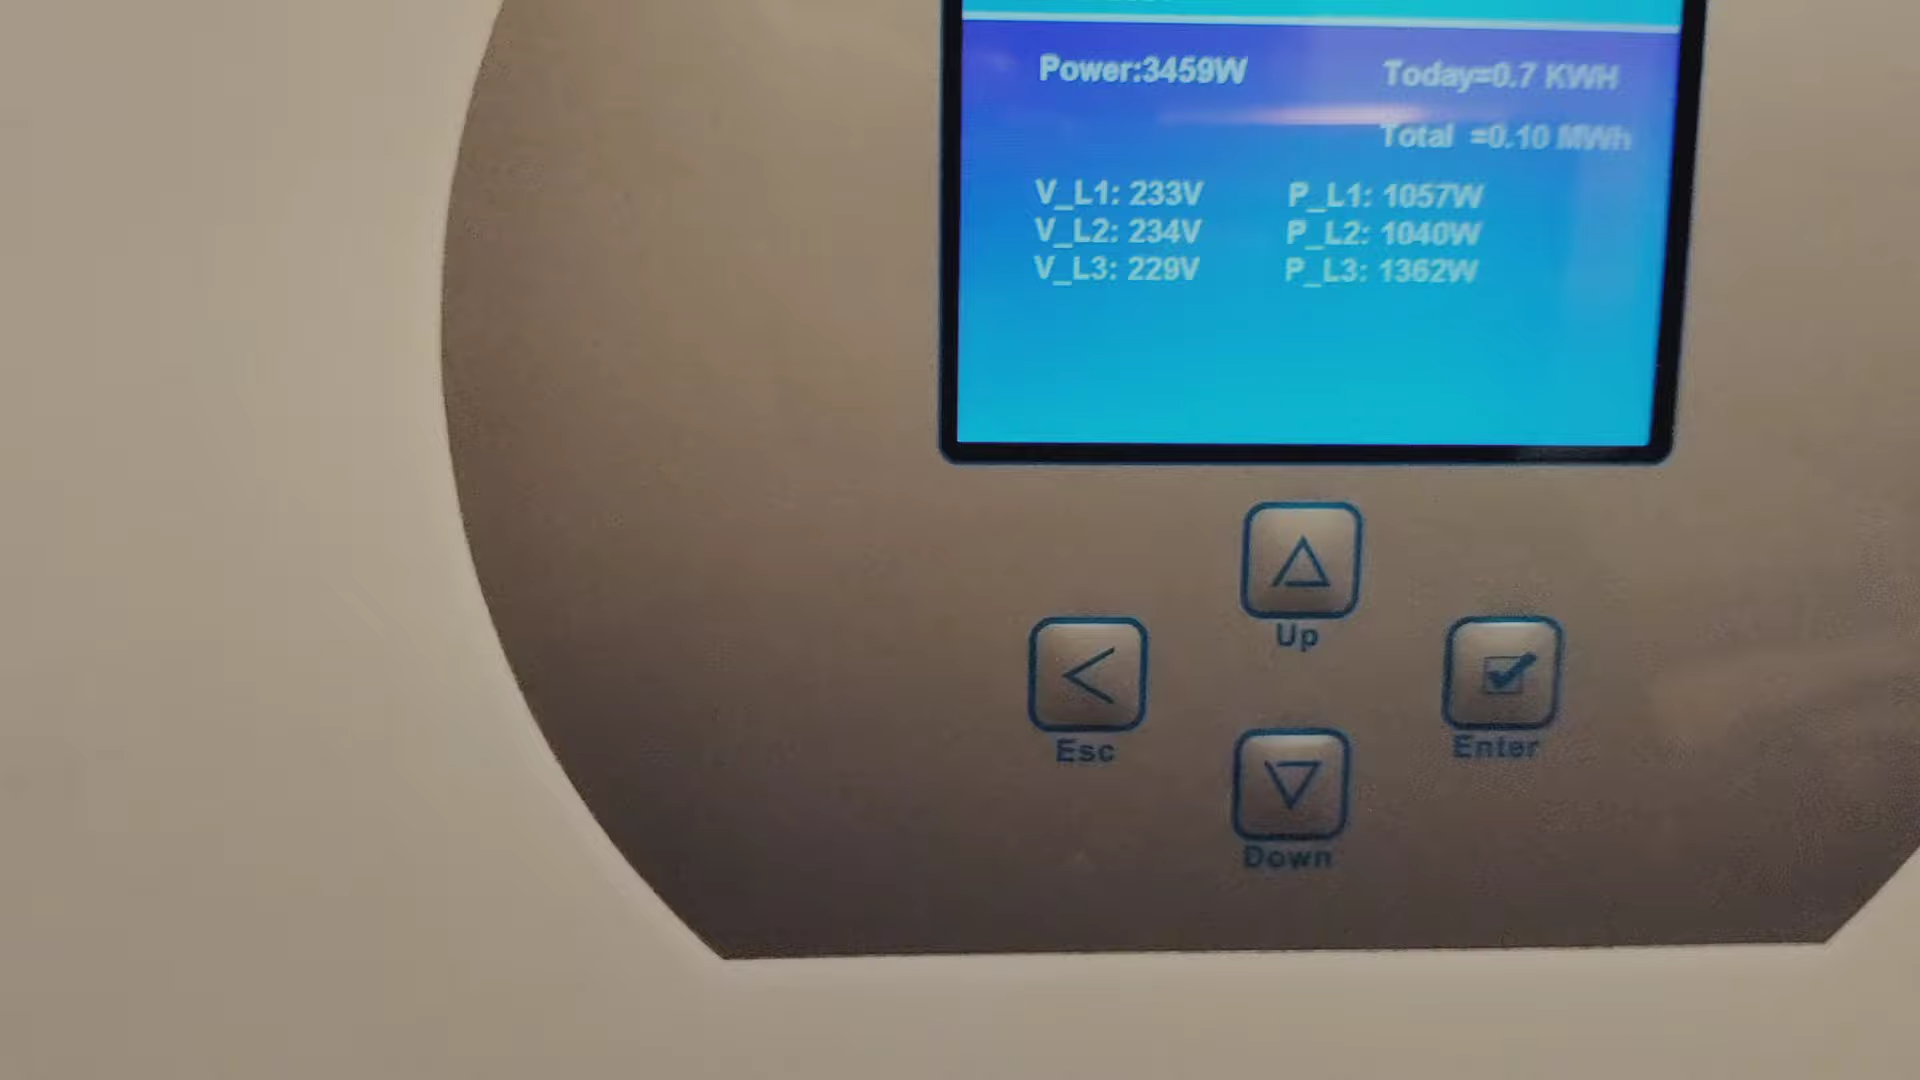 Power:3459W Today=0.7 KWH
Total =0.10 MWh
V_L1: 233V P_L1: 1057W
V_L2: 234V P_L2: 1040W
V_L3: 229V P_L3: 1362W
Up
Esc
Enter
Down